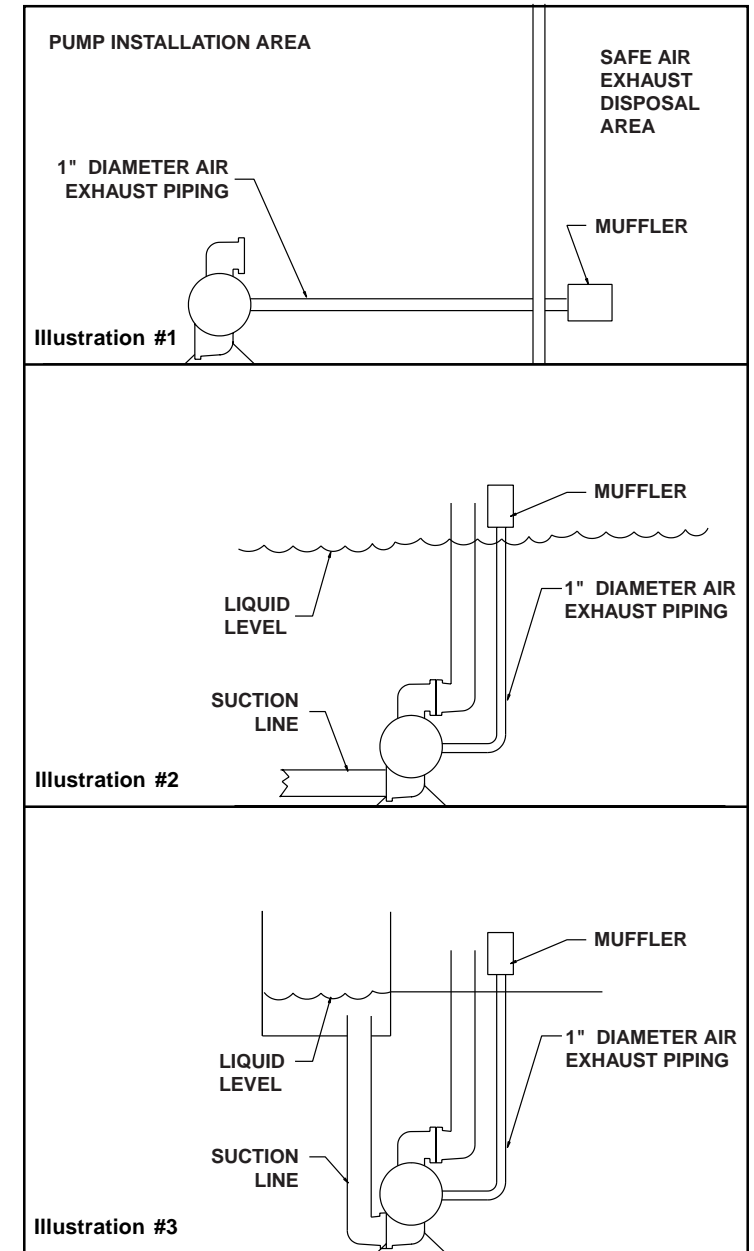 PUMP INSTALLATION AREA
SAFE AIR
EXHAUST
DISPOSAL
AREA
1" DIAMETER AIR
EXHAUST PIPING
MUFFLER
Illustration #1
MUFFLER
LIQUID
LEVEL
1" DIAMETER AIR
EXHAUST PIPING
SUCTION
LINE
Illustration #2
MUFFLER
LIQUID
LEVEL
1" DIAMETER AIR
EXHAUST PIPING
SUCTION
LINE
Illustration #3